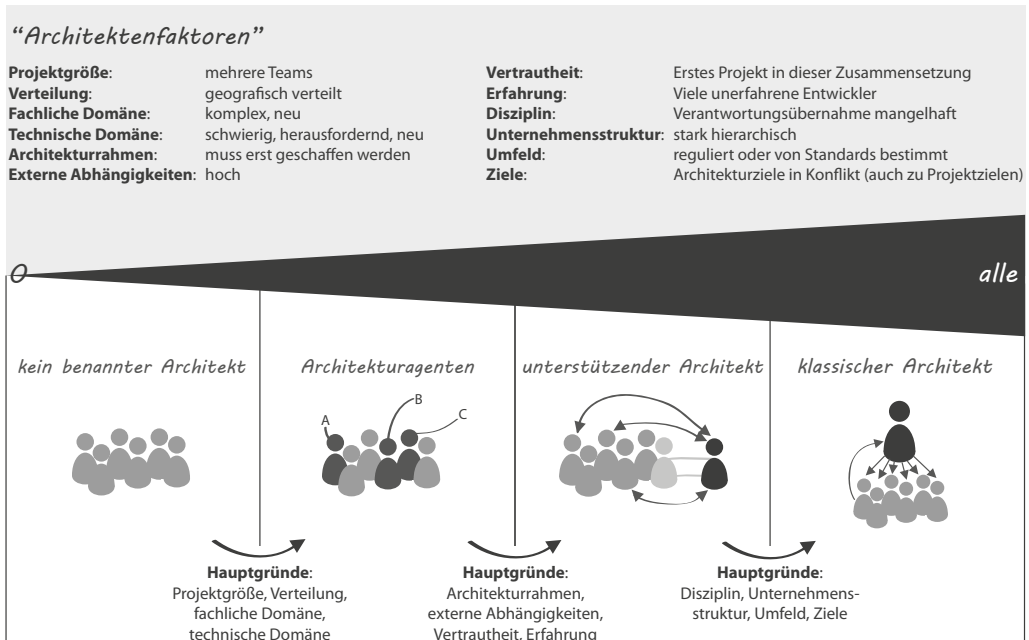 “Architektenfaktoren”
Projektgröße: mehrere Teams
Verteilung: geografisch verteilt
Fachliche Domäne: komplex, neu
Technische Domäne: schwierig, herausfordernd, neu
Architekturrahmen: muss erst geschaffen werden
Externe Abhängigkeiten: hoch
Vertrautheit: Erstes Projekt in dieser Zusammensetzung
Erfahrung: Viele unerfahrene Entwickler
Disziplin: Verantwortungsübernahme mangelhaft
Unternehmensstruktur: stark hierarchisch
Umfeld: reguliert oder von Standards bestimmt
Ziele: Architekturziele in Konflikt (auch zu Projektzielen)
0
alle
kein benannter Architekt
Architekturagenten
unterstützender Architekt
klassischer Architekt
A
B
C
Hauptgründe:
Projektgröße, Verteilung,
fachliche Domäne,
technische Domäne
Hauptgründe:
Architekturrahmen,
externe Abhängigkeiten,
Vertrautheit, Erfahrung
Hauptgründe:
Disziplin, Unternehmens-
struktur, Umfeld, Ziele